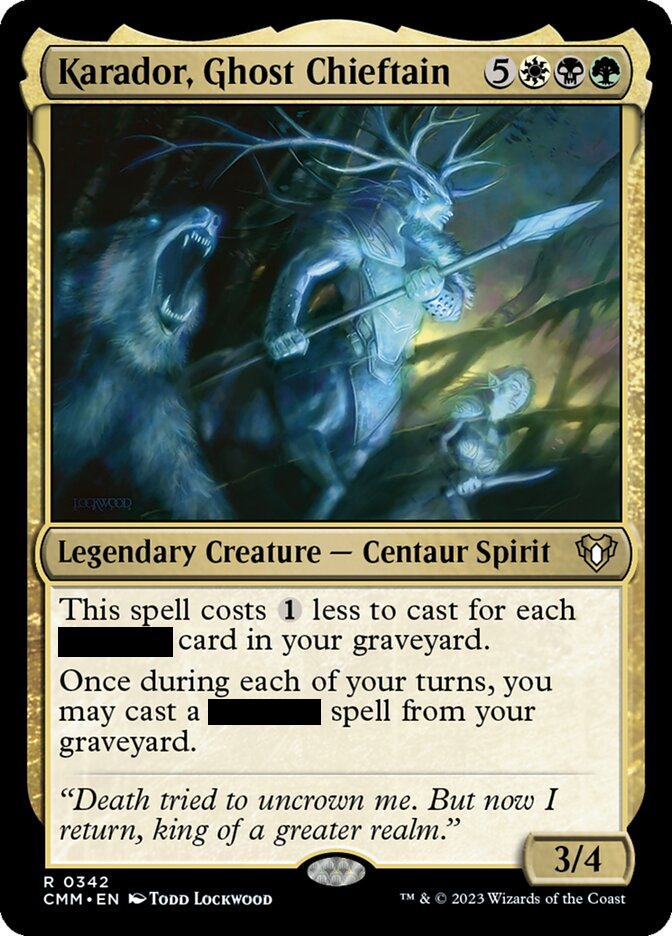 Karador, Ghost Chieftain 5
LOCKWOOD
Legendary Creature — Centaur Spirit
This spell costs 1 less to cast for each
card in your graveyard.
Once during each of your turns, you
may cast a spell from your
graveyard.
“Death tried to uncrown me. But now I
return, king of a greater realm.”
3/4
R 0342
CMM • EN Todd Lockwood
™ & © 2023 Wizards of the Coast